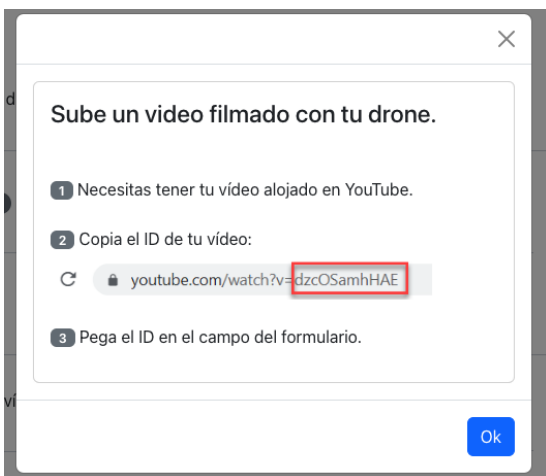 Sube un video filmado con tu drone.
1 Necesitas tener tu vídeo alojado en YouTube.
2 Copia el ID de tu vídeo:
youtube.com/watch?v=dzcOSamhHAE
3 Pega el ID en el campo del formulario.
Ok
d
ví